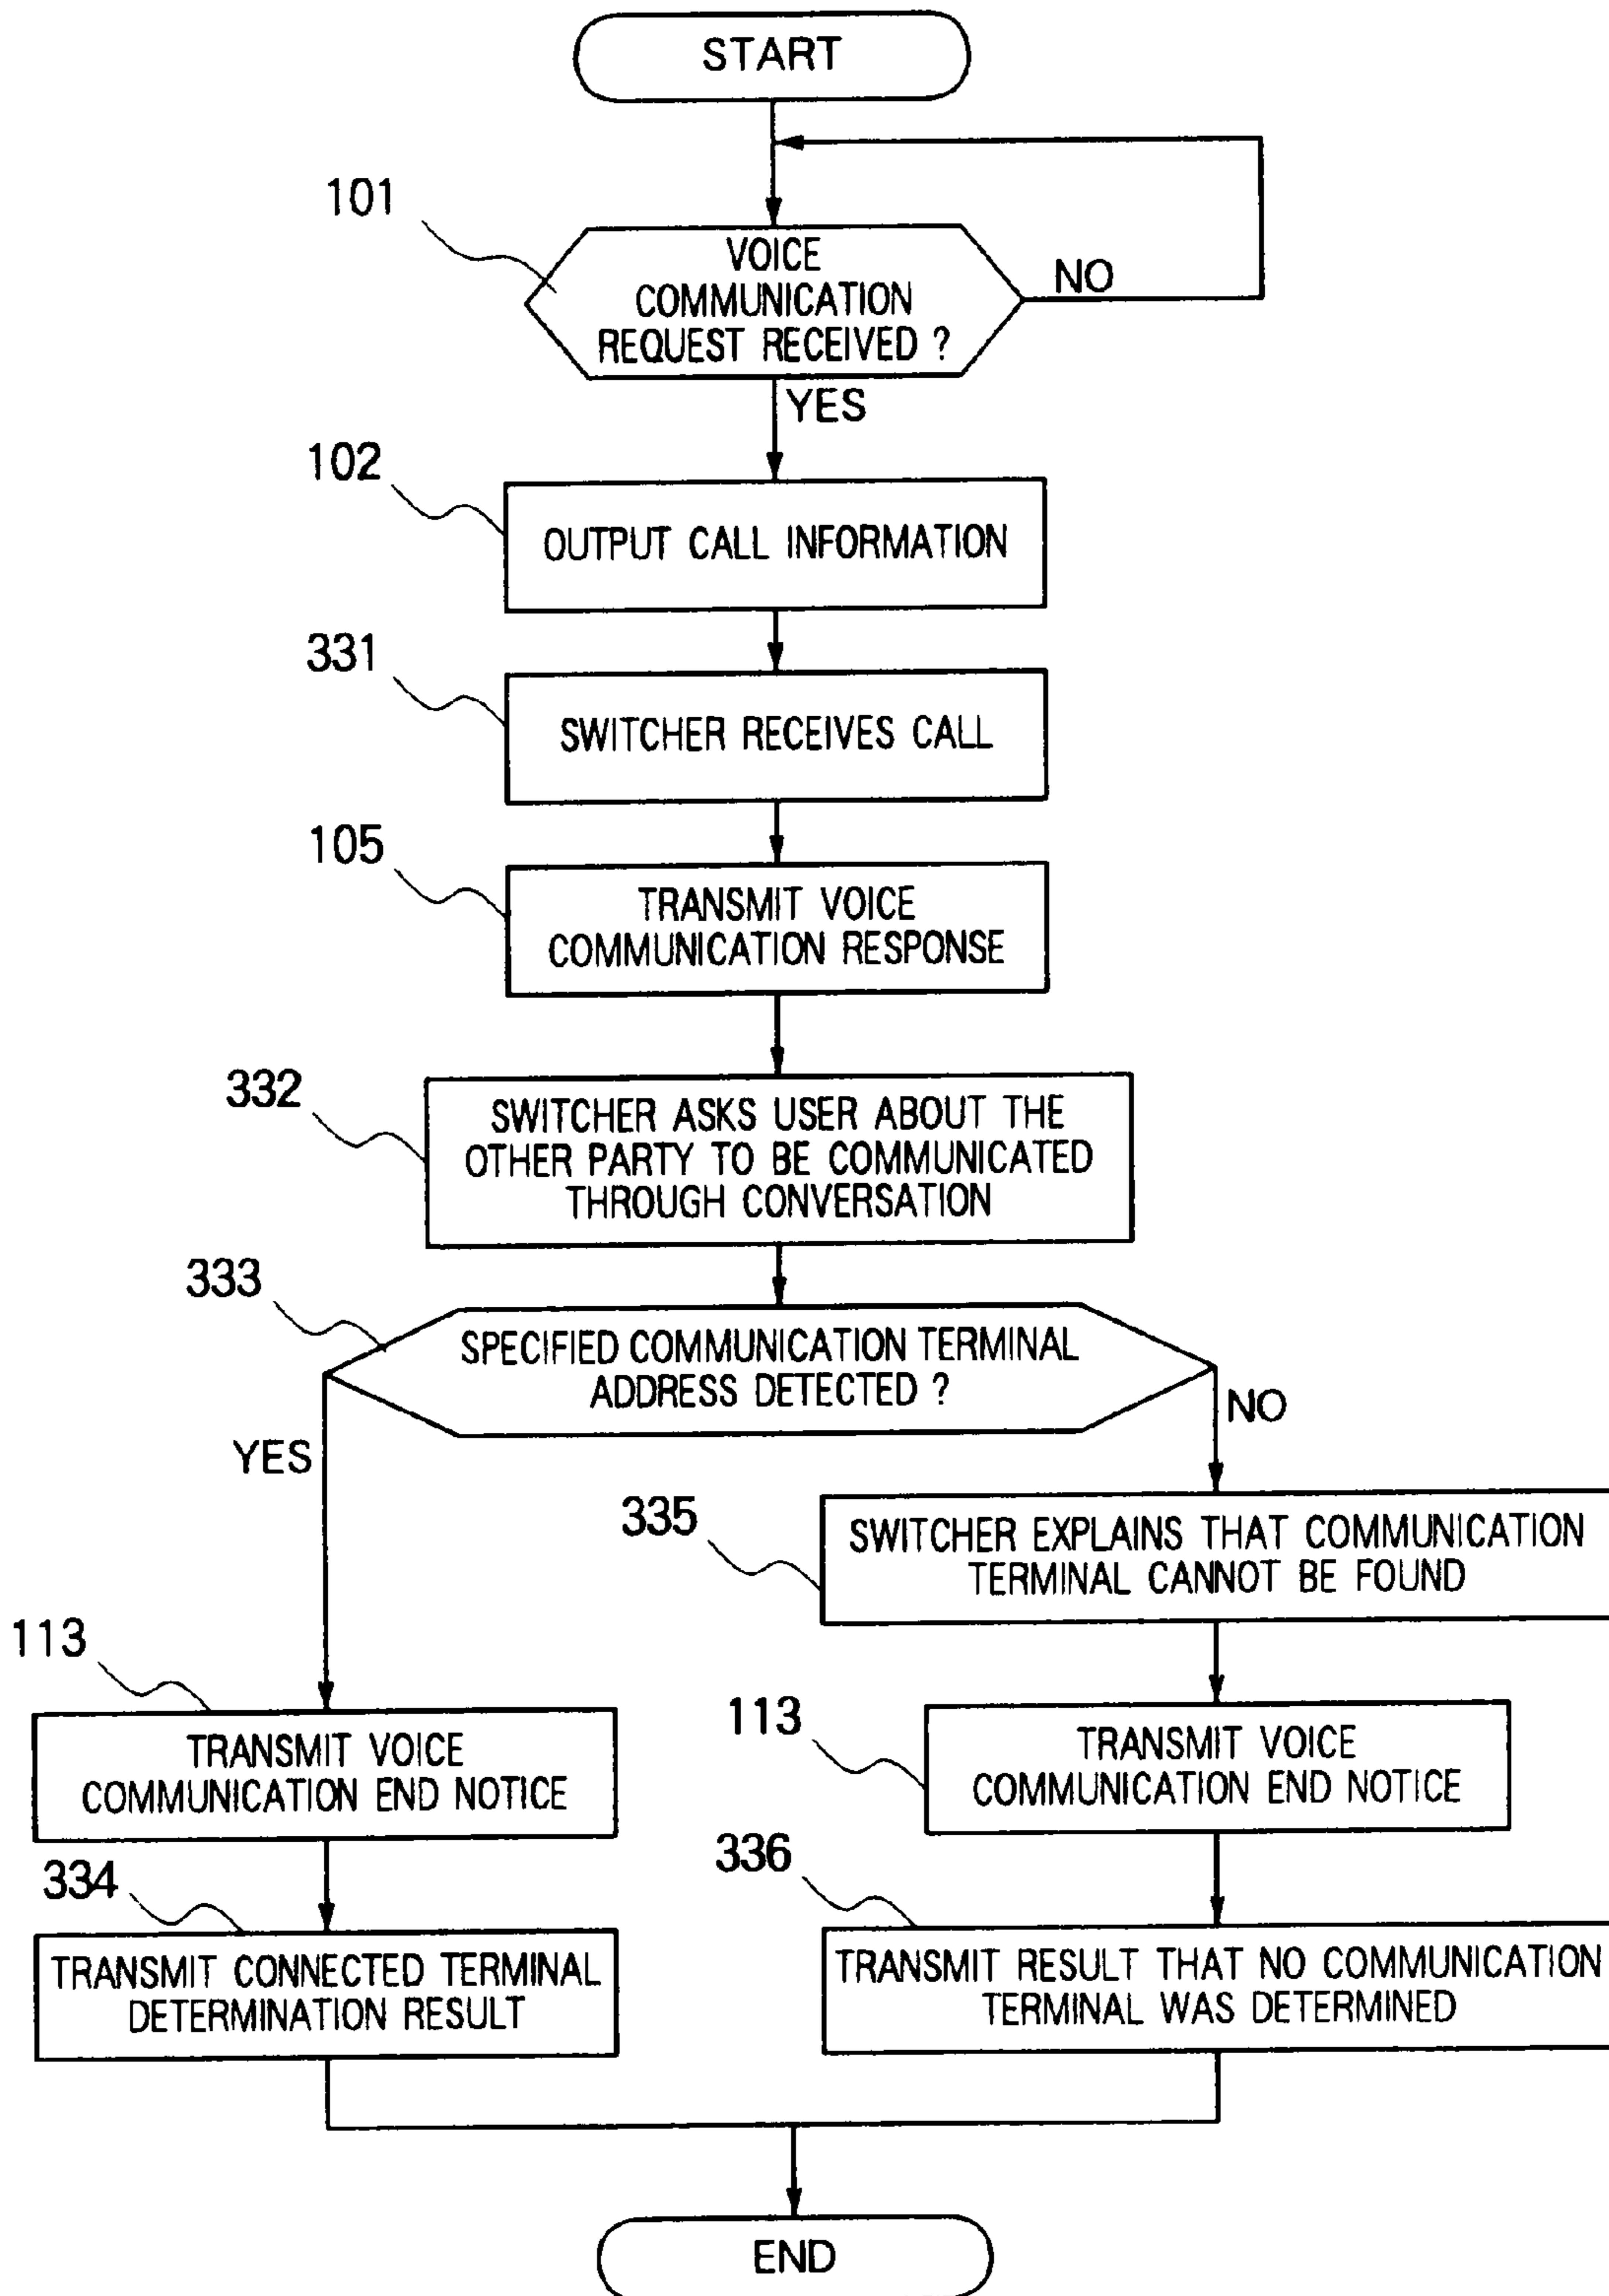 START
101
VOICE
COMMUNICATION
REQUEST RECEIVED ?
NO
YES
102
OUTPUT CALL INFORMATION
331
SWITCHER RECEIVES CALL
105
TRANSMIT VOICE
COMMUNICATION RESPONSE
332
SWITCHER ASKS USER ABOUT THE
OTHER PARTY TO BE COMMUNICATED
THROUGH CONVERSATION
333
SPECIFIED COMMUNICATION TERMINAL
ADDRESS DETECTED ?
YES
NO
335
SWITCHER EXPLAINS THAT COMMUNICATION
TERMINAL CANNOT BE FOUND
113
TRANSMIT VOICE
COMMUNICATION END NOTICE
113
TRANSMIT VOICE
COMMUNICATION END NOTICE
334
TRANSMIT CONNECTED TERMINAL
DETERMINATION RESULT
336
TRANSMIT RESULT THAT NO COMMUNICATION
TERMINAL WAS DETERMINED
END